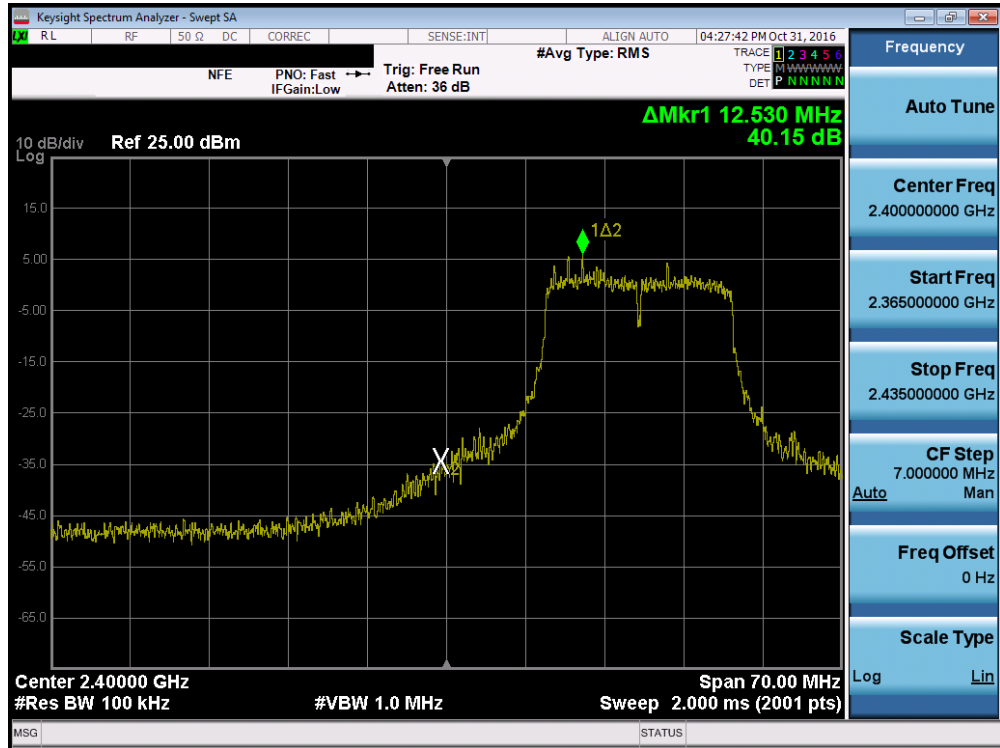 Keysight Spectrum Analyzer - Swept SA
LXI RL RF 50 Ω DC CORREC SENSE:INT ALIGN AUTO 04:27:42 PM Oct 31, 2016
Frequency
NFE PNO: Fast Trig: Free Run #Avg Type: RMS TRACE 1 2 3 4 5 6
IFGain:Low Atten: 36 dB TYPE M WWWWW
DET P N N N N N
Auto Tune
ΔMkr1 12.530 MHz
40.15 dB
10 dB/div Ref 25.00 dBm
Log
15.0
5.00
-5.00
-15.0
-25.0
-35.0
-45.0
-55.0
-65.0
1Δ2
X2
Center Freq
2.400000000 GHz
Start Freq
2.365000000 GHz
Stop Freq
2.435000000 GHz
CF Step
7.000000 MHz
Auto Man
Freq Offset
0 Hz
Scale Type
Log Lin
Center 2.40000 GHz Span 70.00 MHz
#Res BW 100 kHz #VBW 1.0 MHz Sweep 2.000 ms (2001 pts)
MSG STATUS